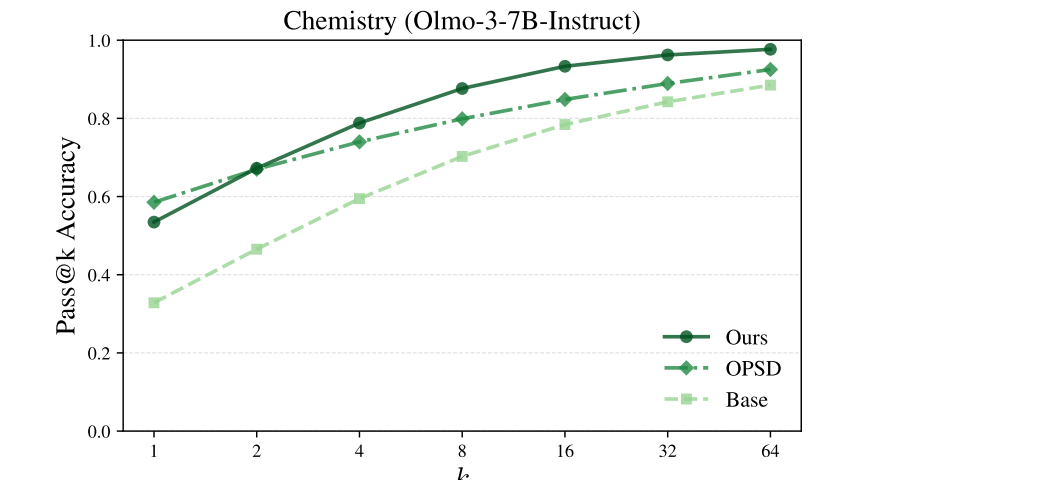 Chemistry (Olmo-3-7B-Instruct)
1.0
0.8
0.6
0.4
0.2
0.0
Pass@k Accuracy
Ours
OPSD
Base
1 2 4 8 16 32 64
k